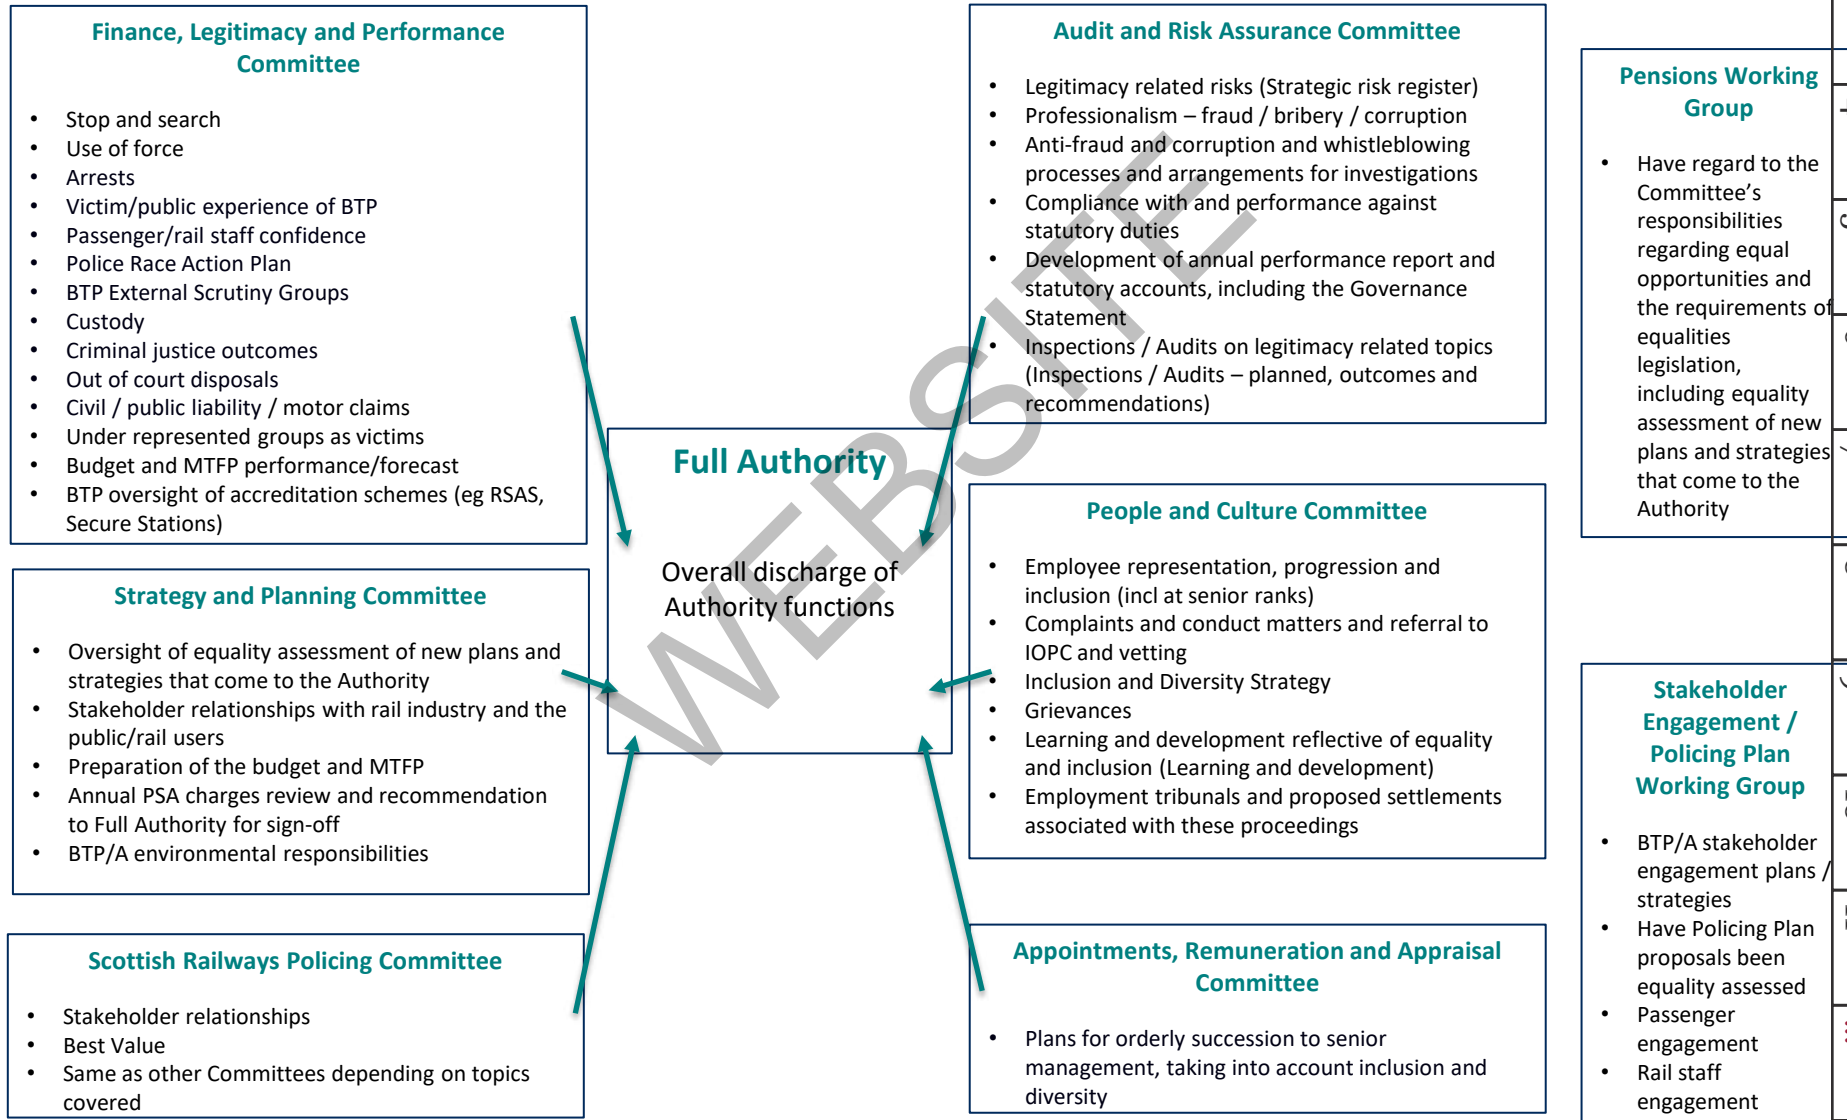 Finance, Legitimacy and Performance
Committee
• Stop and search
• Use of force
• Arrests
• Victim/public experience of BTP
• Passenger/rail staff confidence
• Police Race Action Plan
• BTP External Scrutiny Groups
• Custody
• Criminal justice outcomes
• Out of court disposals
• Civil / public liability / motor claims
• Under represented groups as victims
• Budget and MTFP performance/forecast
• BTP oversight of accreditation schemes (eg RSAS,
Secure Stations)
Strategy and Planning Committee
• Oversight of equality assessment of new plans and
strategies that come to the Authority
• Stakeholder relationships with rail industry and the
public/rail users
• Preparation of the budget and MTFP
• Annual PSA charges review and recommendation
to Full Authority for sign-off
• BTP/A environmental responsibilities
Scottish Railways Policing Committee
• Stakeholder relationships
• Best Value
• Same as other Committees depending on topics
covered
Full Authority
Overall discharge of
Authority functions
WEBSITE
Audit and Risk Assurance Committee
• Legitimacy related risks (Strategic risk register)
• Professionalism – fraud / bribery / corruption
• Anti-fraud and corruption and whistleblowing
processes and arrangements for investigations
• Compliance with and performance against
statutory duties
• Development of annual performance report and
statutory accounts, including the Governance
Statement
• Inspections / Audits on legitimacy related topics
(Inspections / Audits – planned, outcomes and
recommendations)
People and Culture Committee
• Employee representation, progression and
inclusion (incl at senior ranks)
• Complaints and conduct matters and referral to
IOPC and vetting
• Inclusion and Diversity Strategy
• Grievances
• Learning and development reflective of equality
and inclusion (Learning and development)
• Employment tribunals and proposed settlements
associated with these proceedings
Appointments, Remuneration and Appraisal
Committee
• Plans for orderly succession to senior
management, taking into account inclusion and
diversity
Pensions Working
Group
• Have regard to the
Committee’s
responsibilities
regarding equal
opportunities and
the requirements of
equalities
legislation,
including equality
assessment of new
plans and strategies
that come to the
Authority
Stakeholder
Engagement /
Policing Plan
Working Group
• BTP/A stakeholder
engagement plans /
strategies
• Have Policing Plan
proposals been
equality assessed
• Passenger
engagement
• Rail staff
engagement